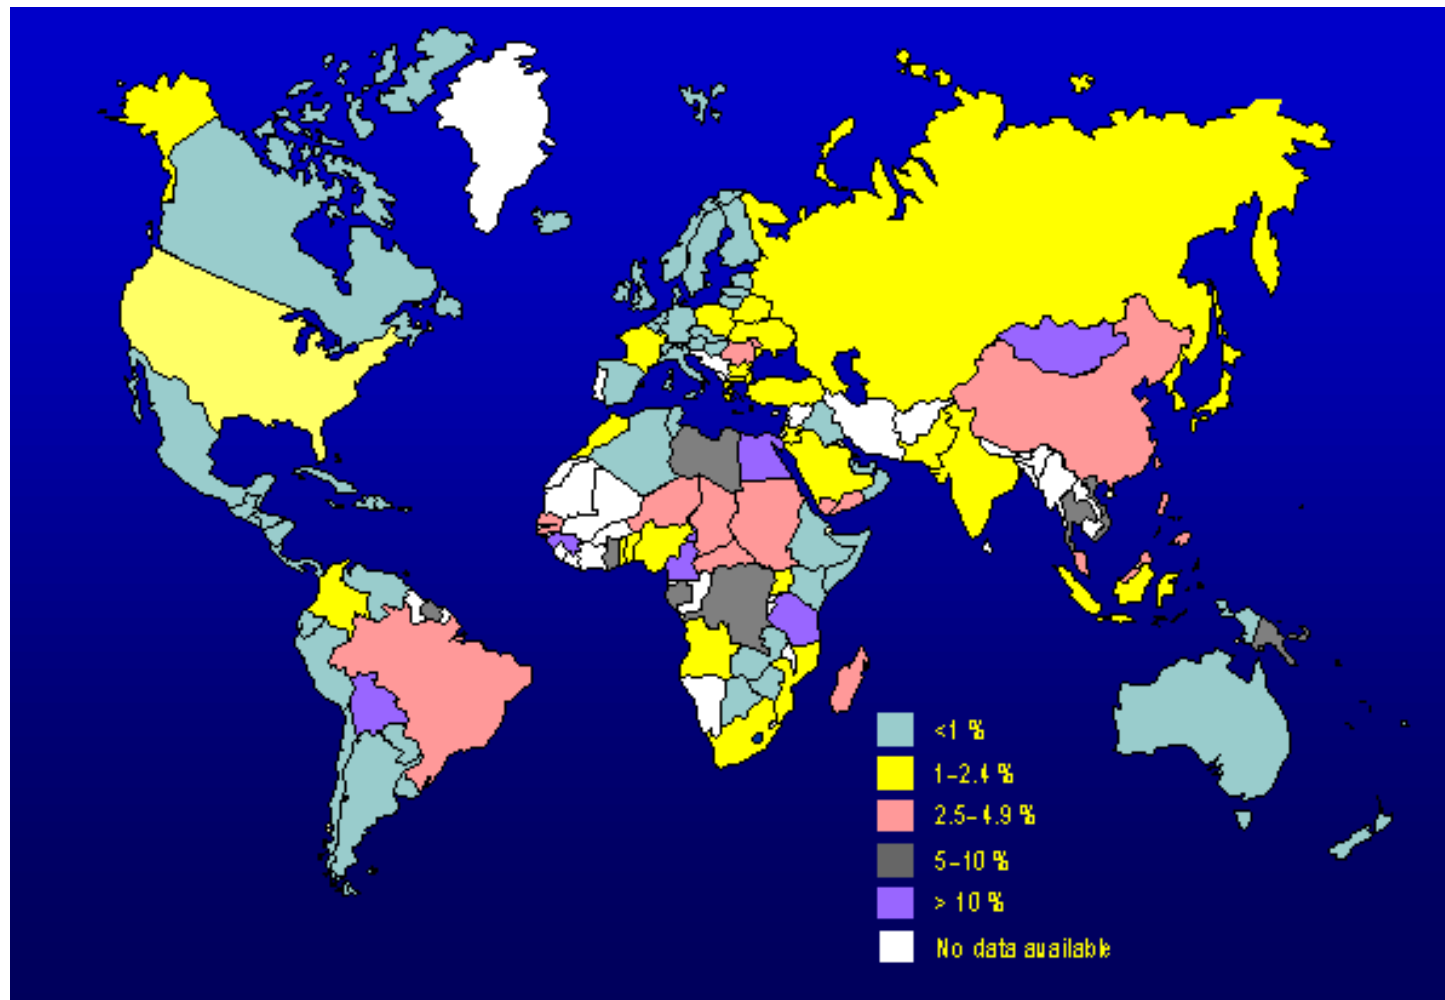 <1 %
1-2.4 %
2.5-4.9 %
5-10 %
> 10 %
No data available